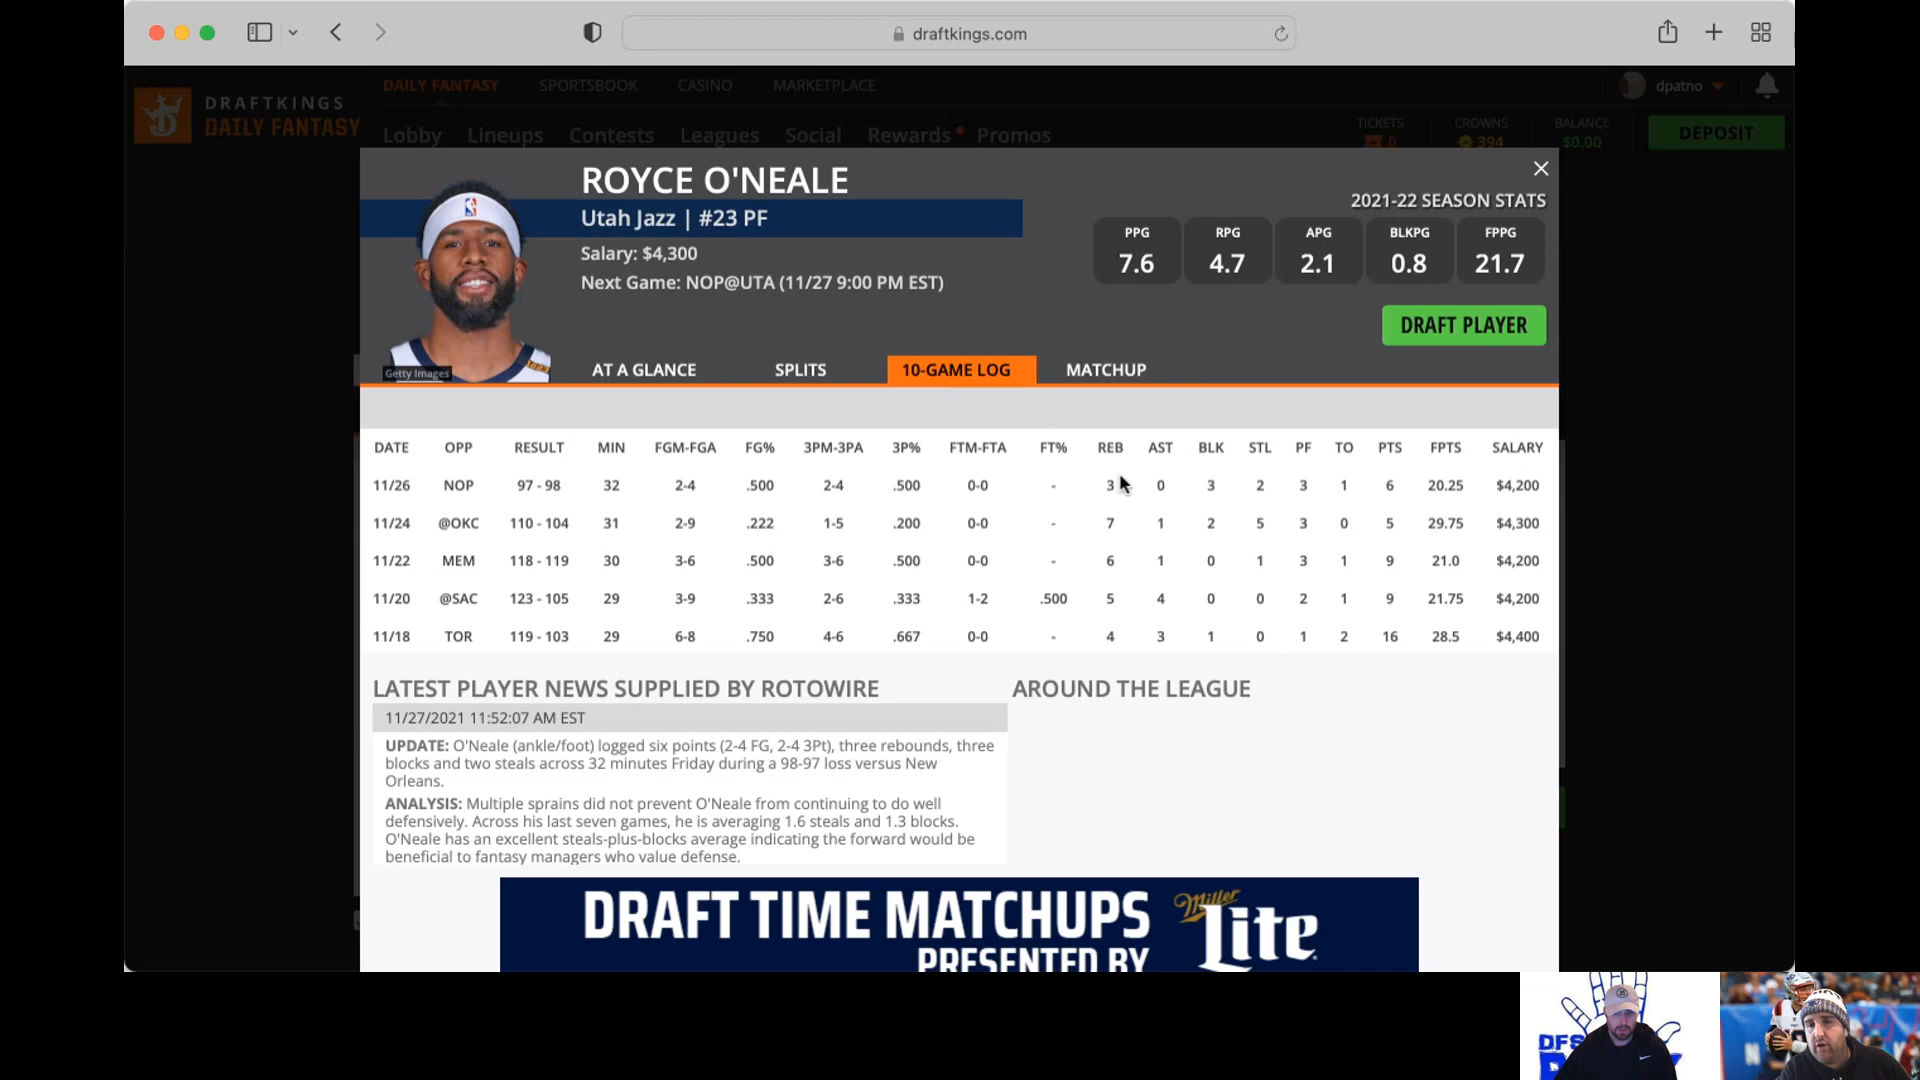 draftkings.com
DAILY FANTASY SPORTSBOOK CASINO MARKETPLACE
dpatno
DRAFTKINGS
DAILY FANTASY
Lobby Lineups Contests Leagues Social Rewards Promos
TICKETS CROWNS BALANCE
0 394 $0.00
DEPOSIT
ROYCE O'NEALE
Utah Jazz | #23 PF
Salary: $4,300
Next Game: NOP@UTA (11/27 9:00 PM EST)
2021-22 SEASON STATS
PPG RPG APG BLKPG FPPG
7.6 4.7 2.1 0.8 21.7
DRAFT PLAYER
Getty Images
AT A GLANCE SPLITS 10-GAME LOG MATCHUP
DATE OPP RESULT MIN FGM-FGA FG% 3PM-3PA 3P% FTM-FTA FT% REB AST BLK STL PF TO PTS FPTS SALARY
11/26 NOP 97 - 98 32 2-4 .500 2-4 .500 0-0 - 3 0 3 2 3 1 6 20.25 $4,200
11/24 @OKC 110 - 104 31 2-9 .222 1-5 .200 0-0 - 7 1 2 5 3 0 5 29.75 $4,300
11/22 MEM 118 - 119 30 3-6 .500 3-6 .500 0-0 - 6 1 0 1 3 1 9 21.0 $4,200
11/20 @SAC 123 - 105 29 3-9 .333 2-6 .333 1-2 .500 5 4 0 0 2 1 9 21.75 $4,200
11/18 TOR 119 - 103 29 6-8 .750 4-6 .667 0-0 - 4 3 1 0 1 2 16 28.5 $4,400
LATEST PLAYER NEWS SUPPLIED BY ROTOWIRE
AROUND THE LEAGUE
11/27/2021 11:52:07 AM EST
UPDATE: O'Neale (ankle/foot) logged six points (2-4 FG, 2-4 3Pt), three rebounds, three
blocks and two steals across 32 minutes Friday during a 98-97 loss versus New
Orleans.
ANALYSIS: Multiple sprains did not prevent O'Neale from continuing to do well
defensively. Across his last seven games, he is averaging 1.6 steals and 1.3 blocks.
O'Neale has an excellent steals-plus-blocks average indicating the forward would be
beneficial to fantasy managers who value defense.
DRAFT TIME MATCHUPS
PRESENTED BY
Miller
Lite
DFS